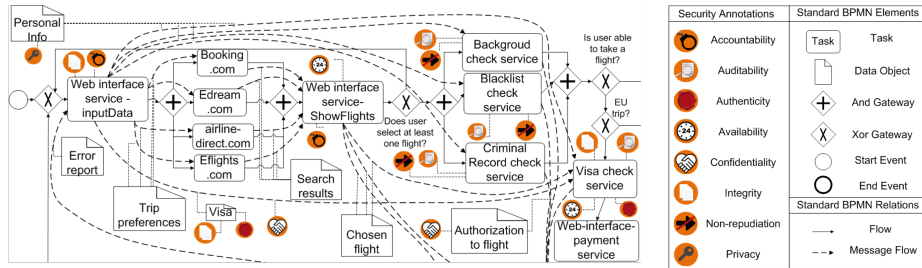 Personal
Info
Web interface
service -
inputData
Error
report
Trip
preferences
Booking
.com
Edream
.com
airline-
direct.com
Eflights
.com
Visa
Search
results
Web interface
service-
ShowFlights
Does user
select at least
one flight?
Chosen
flight
Backgroud
check service
Blacklist
check
service
Criminal
Record check
service
Authorization
to flight
Is user able
to take a
flight?
EU
trip?
Visa check
service
Web-interface-
payment
service
Security Annotations
Accountability
Auditability
Authenticity
Availability
Confidentiality
Integrity
Non-repudiation
Privacy
Standard BPMN Elements
Task
Task
Data Object
And Gateway
Xor Gateway
Start Event
End Event
Standard BPMN Relations
Flow
Message Flow